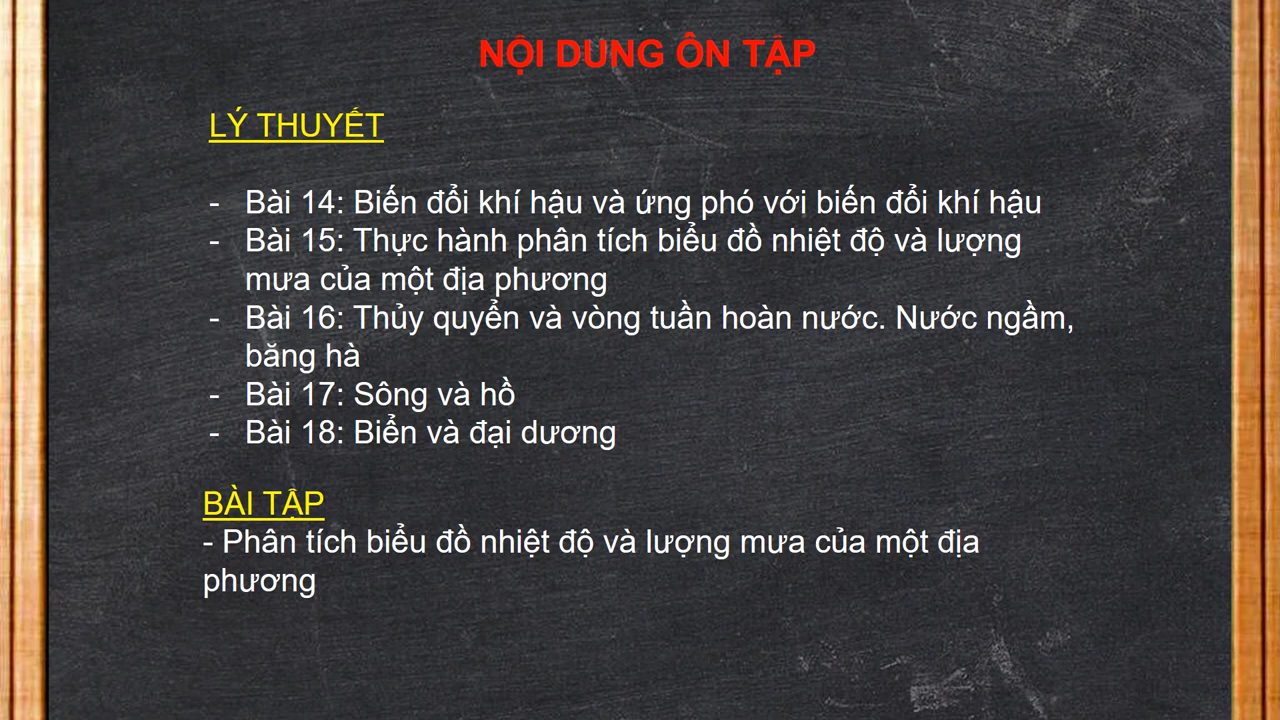 NỘI DUNG ÔN TẬP
LÝ THUYẾT
- Bài 14: Biến đổi khí hậu và ứng phó với biến đổi khí hậu
- Bài 15: Thực hành phân tích biểu đồ nhiệt độ và lượng
mưa của một địa phương
- Bài 16: Thủy quyển và vòng tuần hoàn nước. Nước ngầm,
băng hà
- Bài 17: Sông và hồ
- Bài 18: Biển và đại dương
BÀI TẬP
- Phân tích biểu đồ nhiệt độ và lượng mưa của một địa
phương